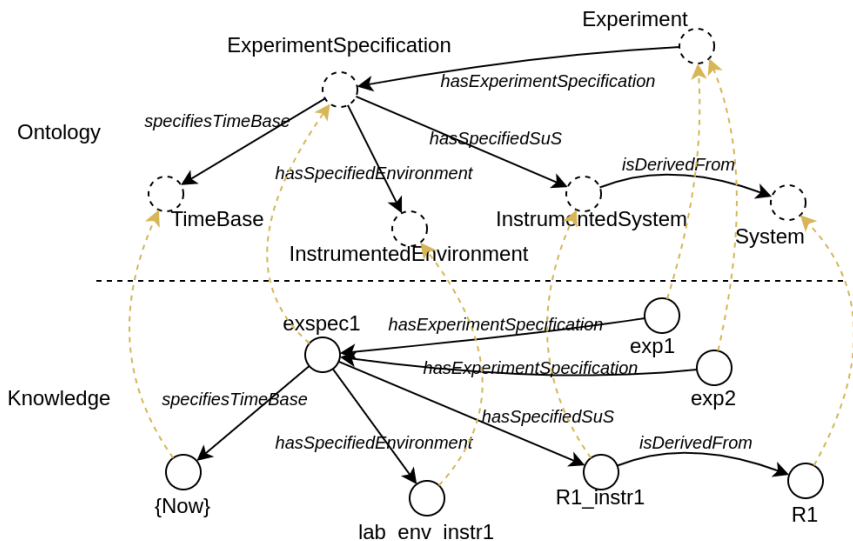 Experiment
ExperimentSpecification
hasExperimentSpecification
specifiesTimeBase
Ontology
hasSpecifiedSuS
hasSpecifiedEnvironment
isDerivedFrom
TimeBase
InstrumentedSystem
System
InstrumentedEnvironment
exspec1
hasExperimentSpecification
exp1
hasExperimentSpecification
Knowledge
specifiesTimeBase
exp2
hasSpecifiedSuS
hasSpecifiedEnvironment
isDerivedFrom
{Now}
R1_instr1
R1
lab_env_instr1